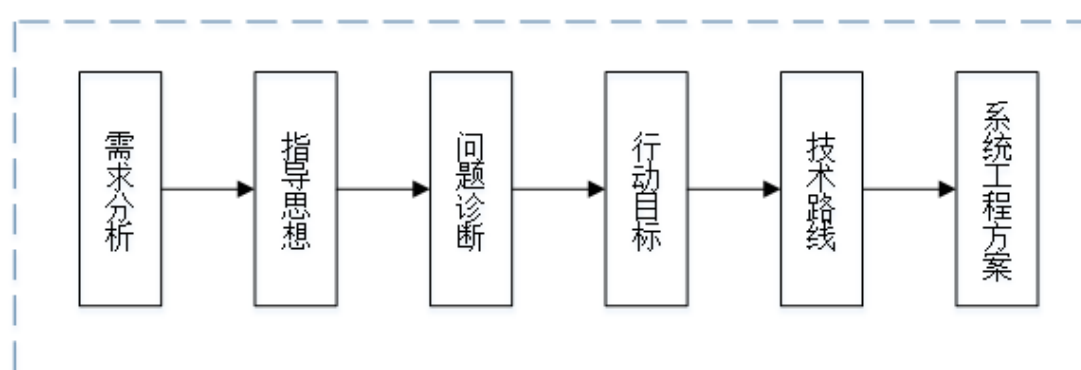 需求分析
指导思想
问题诊断
行动目标
技术路线
系统工程方案